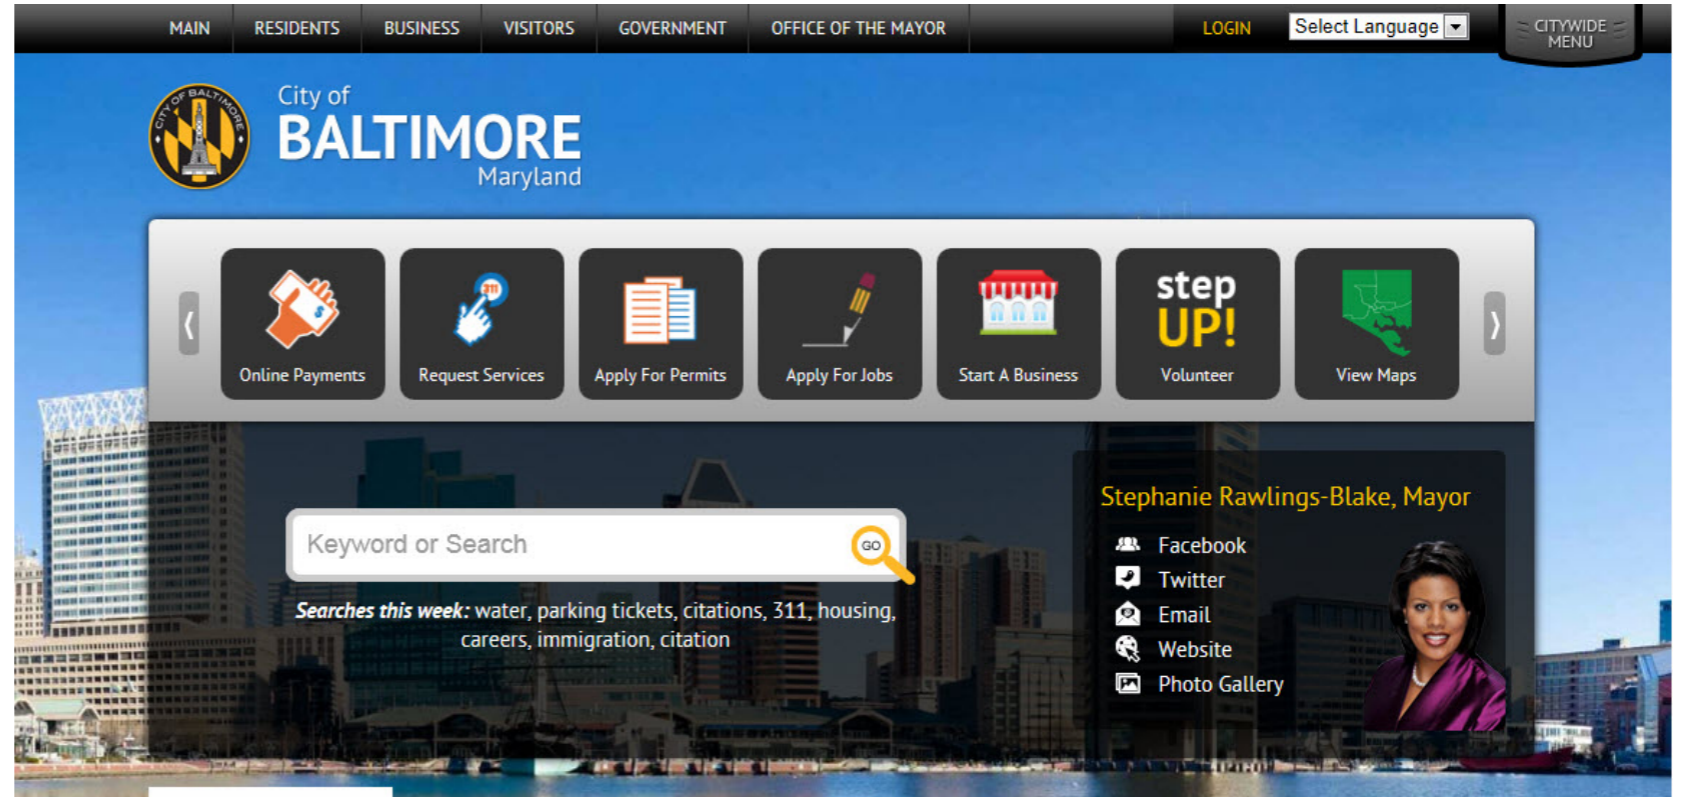 MAIN RESIDENTS BUSINESS VISITORS GOVERNMENT OFFICE OF THE MAYOR LOGIN Select Language CITYWIDE
MENU
CITY OF BALTIMORE
City of
BALTIMORE
Maryland
311
$
step
UP!
Online Payments Request Services Apply For Permits Apply For Jobs Start A Business Volunteer View Maps
Stephanie Rawlings-Blake, Mayor
Keyword or Search GO
Facebook
Twitter
Email
Website
Photo Gallery
Searches this week: water, parking tickets, citations, 311, housing,
careers, immigration, citation